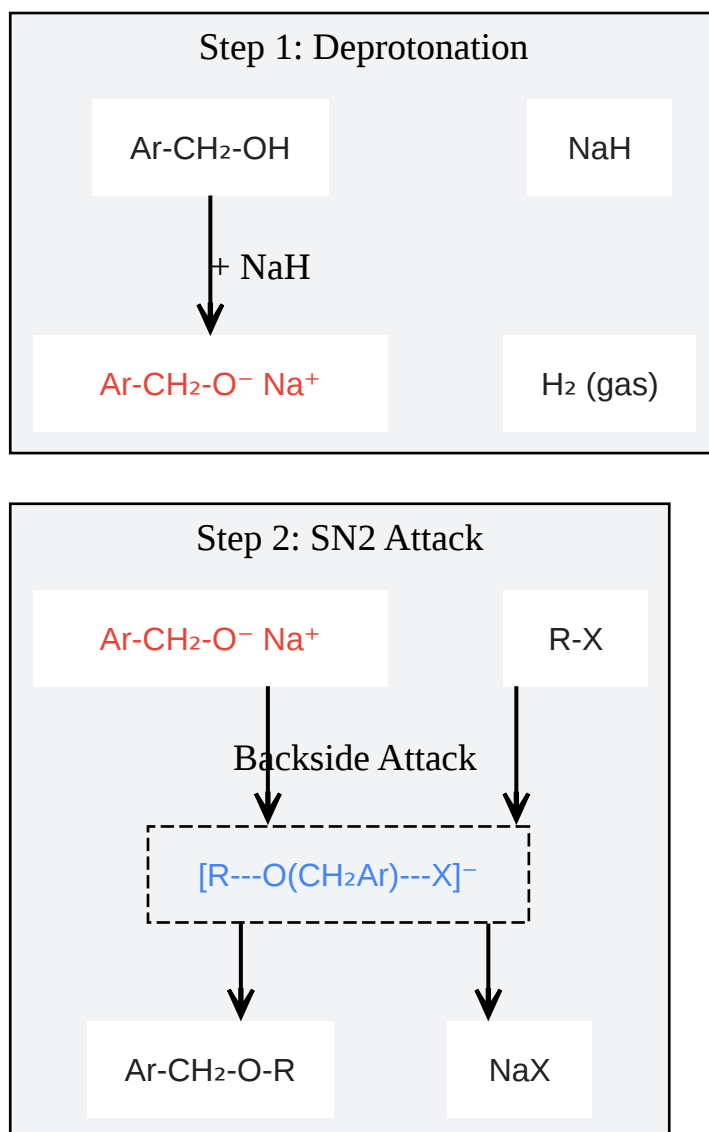 Step 1: Deprotonation
Ar-CH₂-OH
NaH
+ NaH
Ar-CH₂-O⁻ Na⁺
H₂ (gas)
Step 2: SN2 Attack
Ar-CH₂-O⁻ Na⁺
R-X
Backside Attack
[R---O(CH₂Ar)---X]⁻
Ar-CH₂-O-R
NaX